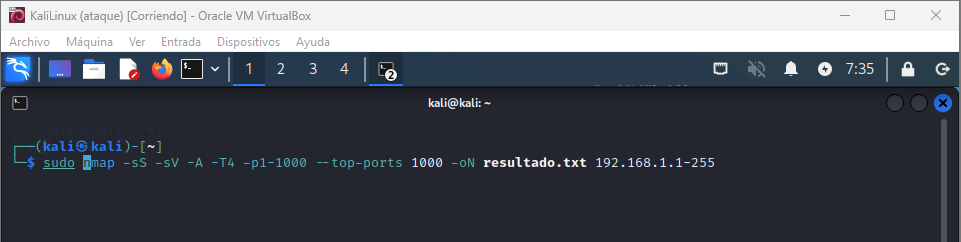 KaliLinux (ataque) [Corriendo] - Oracle VM VirtualBox
Archivo Máquina Ver Entrada Dispositivos Ayuda
1 2 3 4 2 7:35
kali@kali: ~
(kali㉿kali)-[~]
$ sudo nmap -sS -sV -A -T4 -p1-1000 --top-ports 1000 -oN resultado.txt 192.168.1.1-255